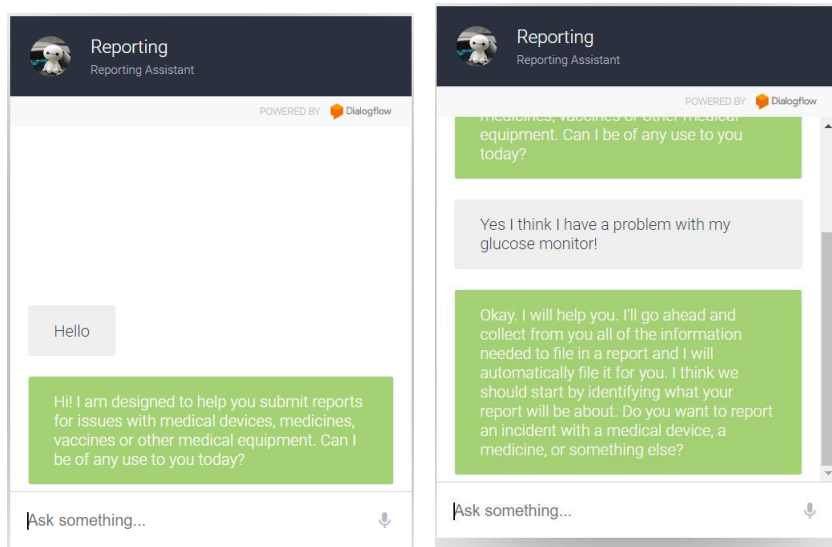 Reporting
Reporting Assistant
POWERED BY Dialogflow
Hello
Hi! I am designed to help you submit reports
for issues with medical devices, medicines,
vaccines or other medical equipment. Can I
be of any use to you today?
Ask something...
Reporting
Reporting Assistant
POWERED BY Dialogflow
medicines, vaccines or other medical
equipment. Can I be of any use to you
today?
Yes I think I have a problem with my
glucose monitor!
Okay. I will help you. I'll go ahead and
collect from you all of the information
needed to file in a report and I will
automatically file it for you. I think we
should start by identifying what your
report will be about. Do you want to report
an incident with a medical device, a
medicine, or something else?
Ask something...